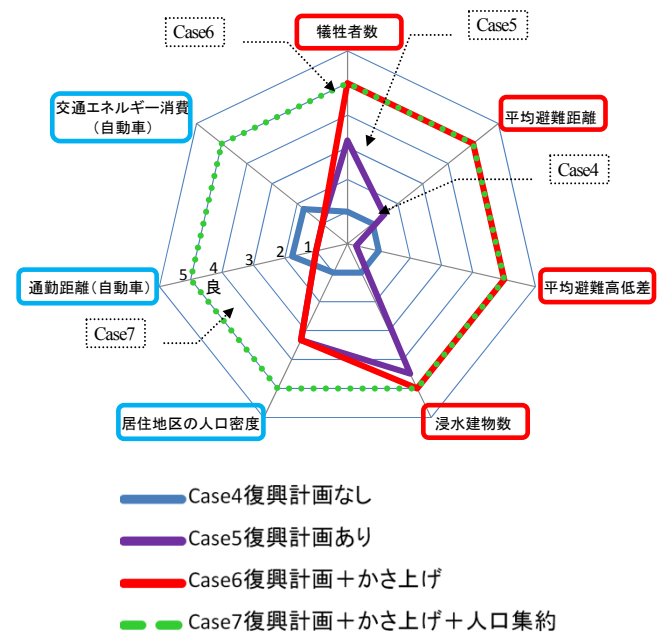 Case6
犠牲者数
Case5
交通エネルギー消費
(自動車)
平均避難距離
Case4
通勤距離(自動車)
5
4
3
2
1
良
平均避難高低差
Case7
居住地区の人口密度
浸水建物数
Case4復興計画なし
Case5復興計画あり
Case6復興計画＋かさ上げ
Case7復興計画＋かさ上げ＋人口集約